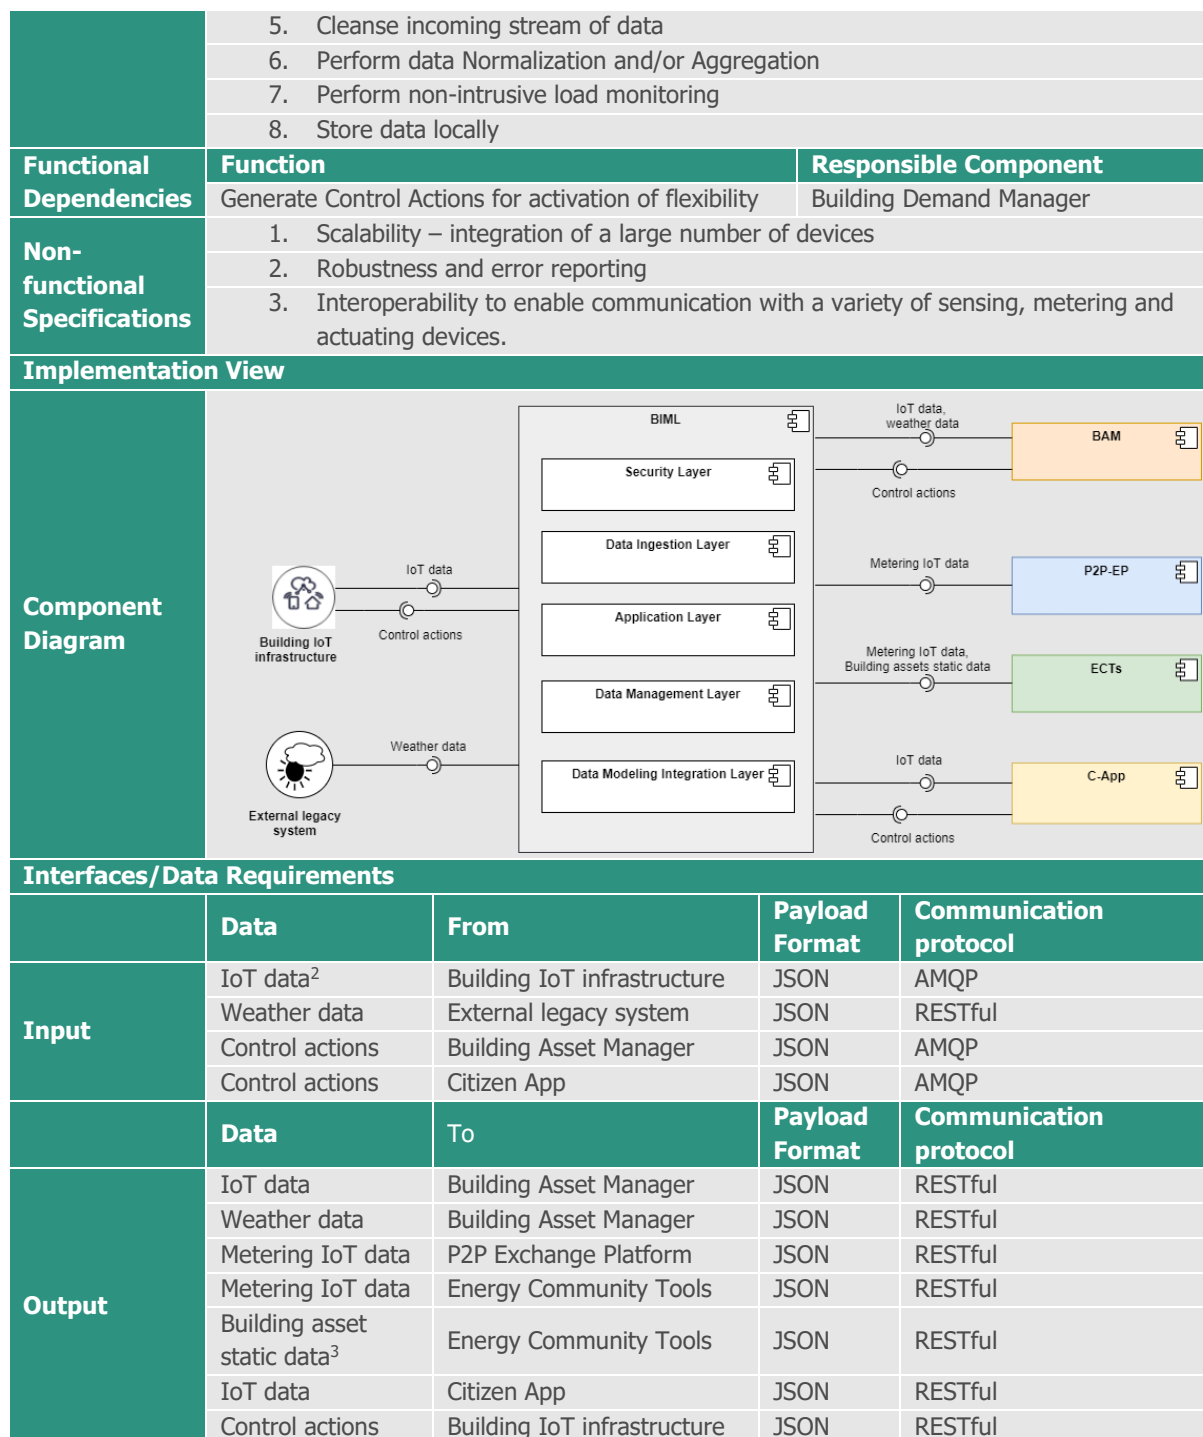 5. Cleanse incoming stream of data
6. Perform data Normalization and/or Aggregation
7. Perform non-intrusive load monitoring
8. Store data locally
Functional
Dependencies
Function
Responsible Component
Generate Control Actions for activation of flexibility
Building Demand Manager
Non-
functional
Specifications
1. Scalability – integration of a large number of devices
2. Robustness and error reporting
3. Interoperability to enable communication with a variety of sensing, metering and
actuating devices.
Implementation View
Component
Diagram
BIML
Security Layer
Data Ingestion Layer
Application Layer
Data Management Layer
Data Modeling Integration Layer
IoT data
Control actions
Building IoT
infrastructure
Weather data
External legacy
system
IoT data,
weather data
BAM
Control actions
Metering IoT data
P2P-EP
Metering IoT data,
Building assets static data
ECTs
IoT data
C-App
Control actions
Interfaces/Data Requirements
Data
From
Payload
Format
Communication
protocol
Input
IoT data2 Building IoT infrastructure JSON AMQP
Weather data External legacy system JSON RESTful
Control actions Building Asset Manager JSON AMQP
Control actions Citizen App JSON AMQP
Data
To
Payload
Format
Communication
protocol
Output
IoT data Building Asset Manager JSON RESTful
Weather data Building Asset Manager JSON RESTful
Metering IoT data P2P Exchange Platform JSON RESTful
Metering IoT data Energy Community Tools JSON RESTful
Building asset
static data3 Energy Community Tools JSON RESTful
IoT data Citizen App JSON RESTful
Control actions Building IoT infrastructure JSON RESTful